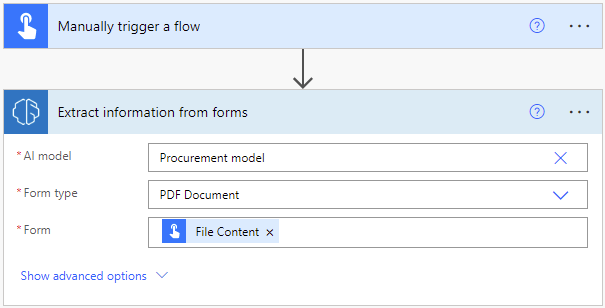 Manually trigger a flow
Extract information from forms
* AI model
Procurement model
* Form type
PDF Document
* Form
File Content ×
Show advanced options